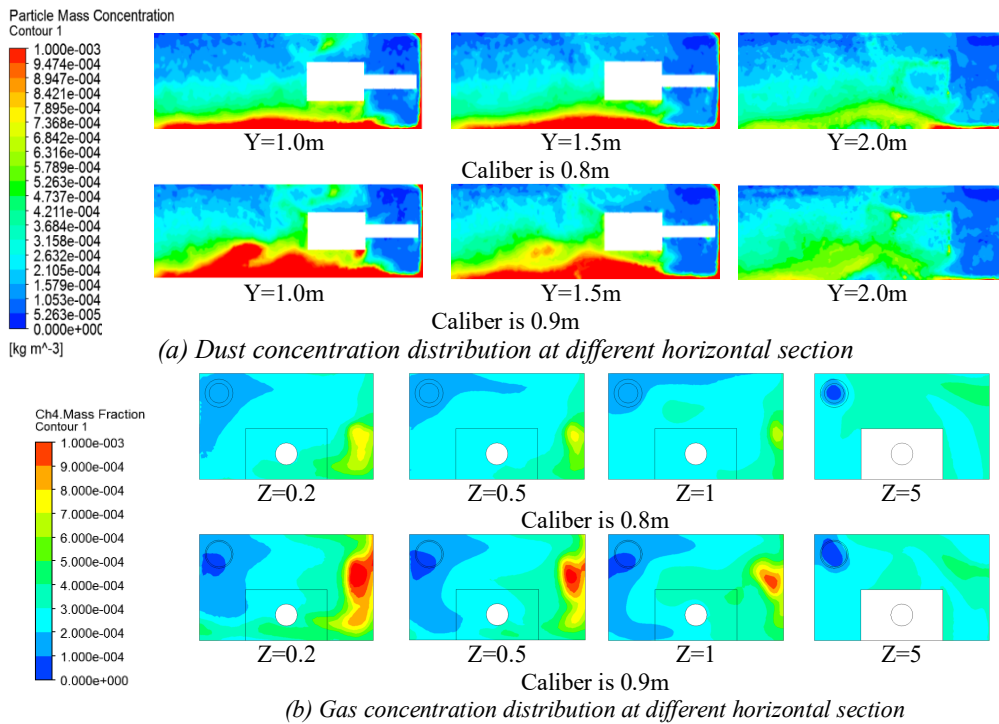 Particle Mass Concentration
Contour 1
1.000e-003
9.474e-004
8.947e-004
8.421e-004
7.895e-004
7.368e-004
6.842e-004
6.316e-004
5.789e-004
5.263e-004
4.737e-004
4.211e-004
3.684e-004
3.158e-004
2.632e-004
2.105e-004
1.579e-004
1.053e-004
5.263e-005
0.000e+000
[kg m^-3]
Y=1.0m Y=1.5m Y=2.0m
Caliber is 0.8m
Y=1.0m Y=1.5m Y=2.0m
Caliber is 0.9m
(a) Dust concentration distribution at different horizontal section
Ch4.Mass Fraction
Contour 1
1.000e-003
9.000e-004
8.000e-004
7.000e-004
6.000e-004
5.000e-004
4.000e-004
3.000e-004
2.000e-004
1.000e-004
0.000e+000
Z=0.2 Z=0.5 Z=1 Z=5
Caliber is 0.8m
Z=0.2 Z=0.5 Z=1 Z=5
Caliber is 0.9m
(b) Gas concentration distribution at different horizontal section